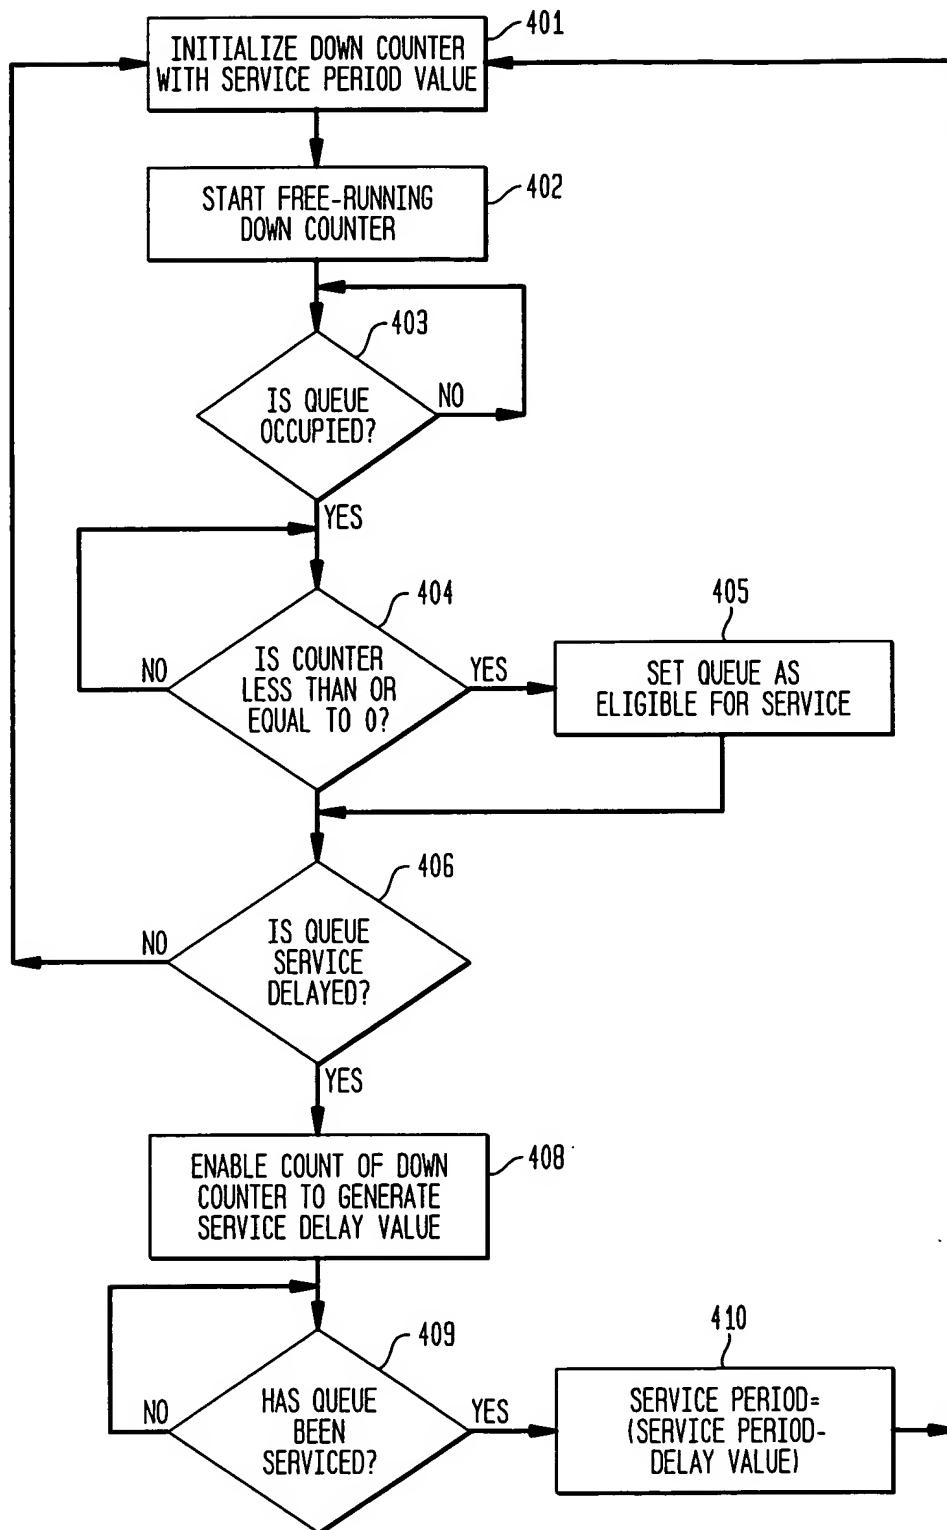 401
INITIALIZE DOWN COUNTER
WITH SERVICE PERIOD VALUE
402
START FREE-RUNNING
DOWN COUNTER
403
IS QUEUE
OCCUPIED?
NO
YES
404
IS COUNTER
LESS THAN OR
EQUAL TO 0?
NO
YES
405
SET QUEUE AS
ELIGIBLE FOR SERVICE
406
IS QUEUE
SERVICE
DELAYED?
NO
YES
408
ENABLE COUNT OF DOWN
COUNTER TO GENERATE
SERVICE DELAY VALUE
409
HAS QUEUE
BEEN
SERVICED?
NO
YES
410
SERVICE PERIOD=
(SERVICE PERIOD-
DELAY VALUE)